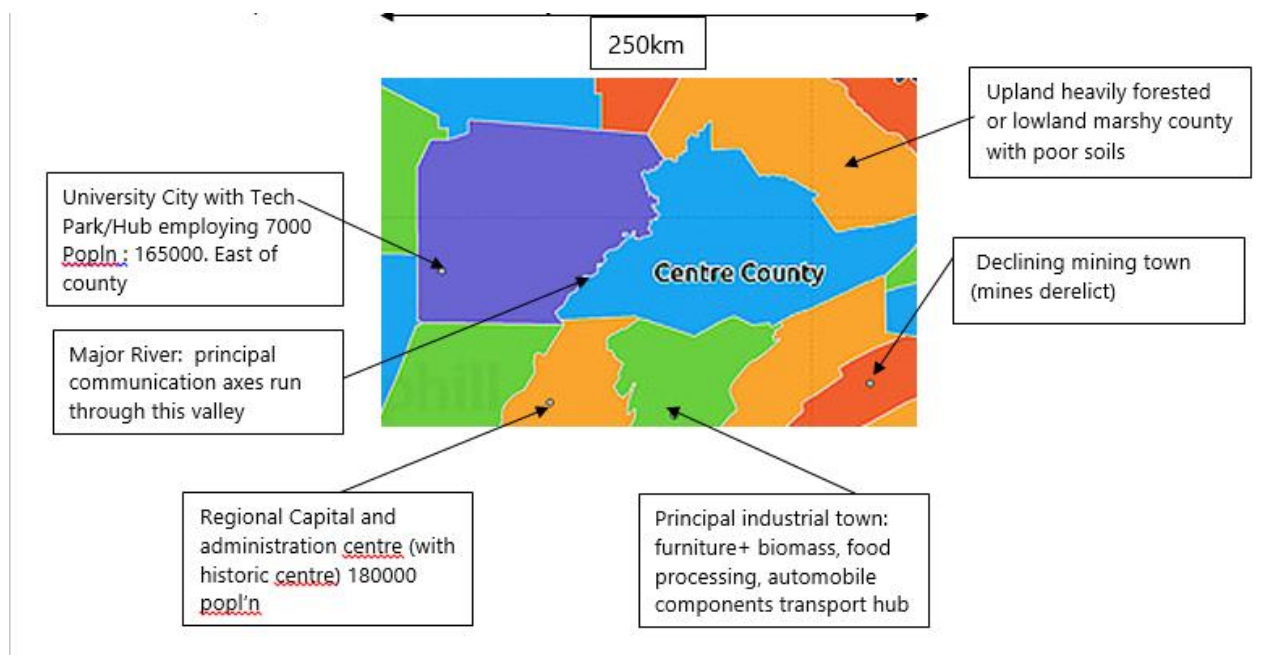 250km
Upland heavily forested
or lowland marshy county
with poor soils
University City with Tech
Park/Hub employing 7000
Popln : 165000. East of
county
Centre County
Declining mining town
(mines derelict)
Major River: principal
communication axes run
through this valley
phill
Regional Capital and
administration centre (with
historic centre) 180000
popl’n
Principal industrial town:
furniture+ biomass, food
processing, automobile
components transport hub